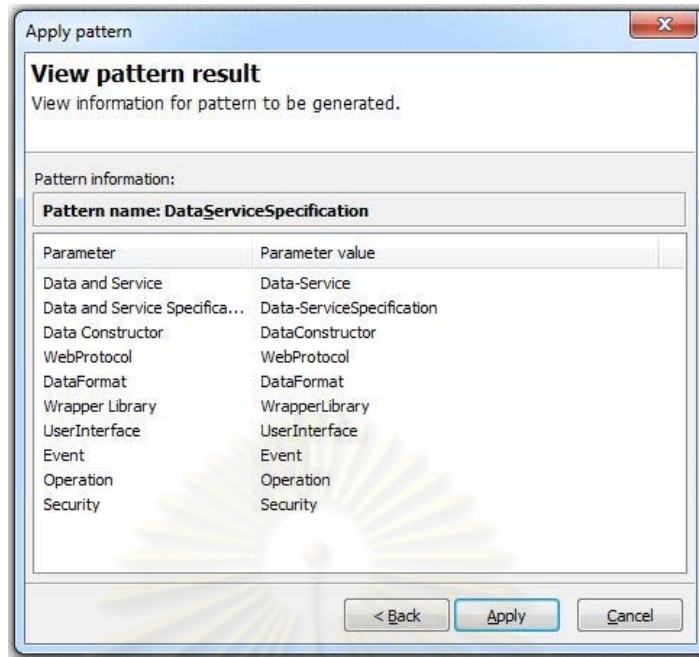 Apply pattern
View pattern result
View information for pattern to be generated.
Pattern information:
Pattern name: DataServiceSpecification
Parameter Parameter value
Data and Service Data-Service
Data and Service Specifica... Data-ServiceSpecification
Data Constructor DataConstructor
WebProtocol WebProtocol
DataFormat DataFormat
Wrapper Library WrapperLibrary
UserInterface UserInterface
Event Event
Operation Operation
Security Security
< Back Apply Cancel